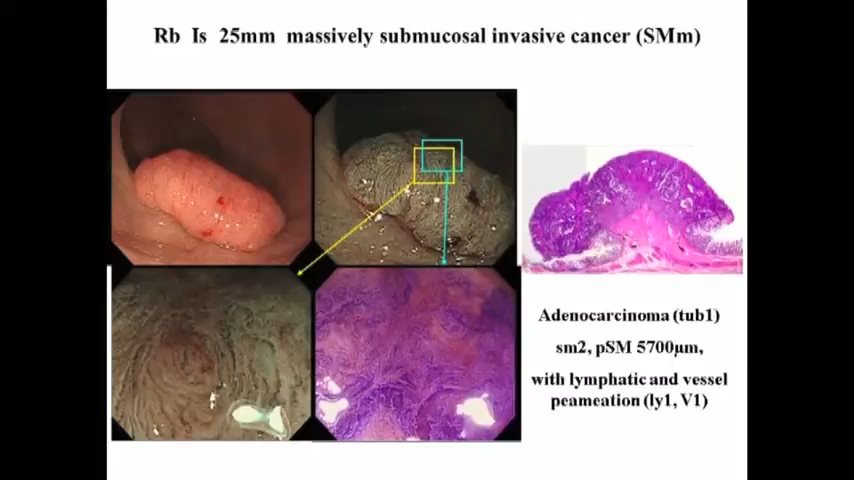 Rb Is 25mm massively submucosal invasive cancer (SMm)
Adenocarcinoma (tub1)
sm2, pSM 5700μm,
with lymphatic and vessel
peameation (ly1, V1)